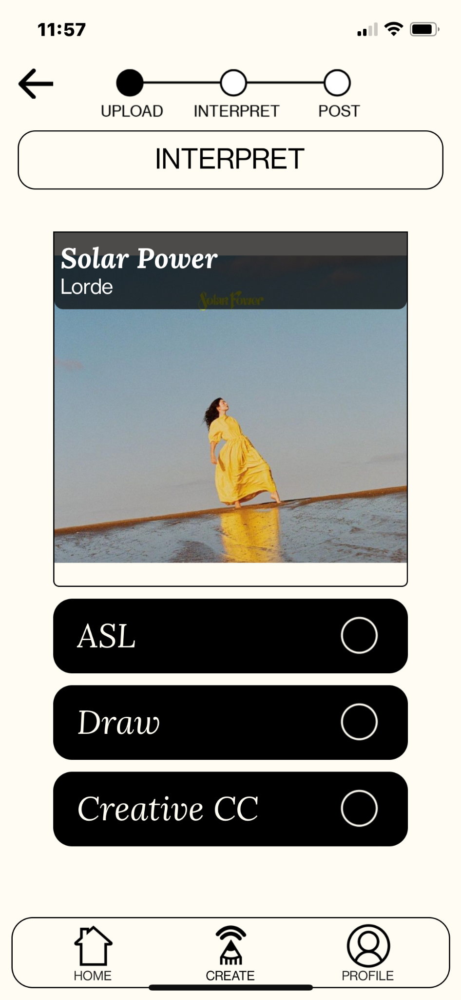 11:57
UPLOAD INTERPRET POST
INTERPRET
Solar Power
Lorde
Solar Power
ASL
Draw
Creative CC
HOME CREATE PROFILE